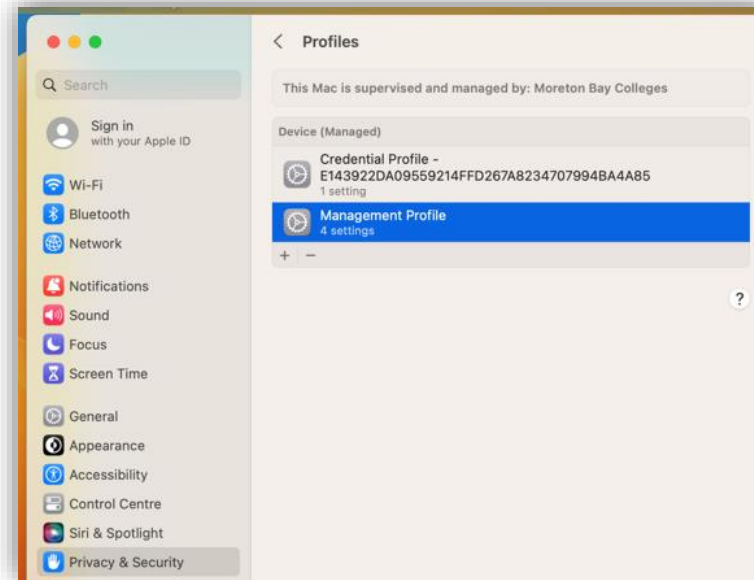 Profiles
Search
This Mac is supervised and managed by: Moreton Bay Colleges
Sign in
with your Apple ID
Device (Managed)
Credential Profile -
E143922DA09559214FFD267A8234707994BA4A85
1 setting
Management Profile
4 settings
+ −
?
Wi-Fi
Bluetooth
Network
Notifications
Sound
Focus
Screen Time
General
Appearance
Accessibility
Control Centre
Siri & Spotlight
Privacy & Security